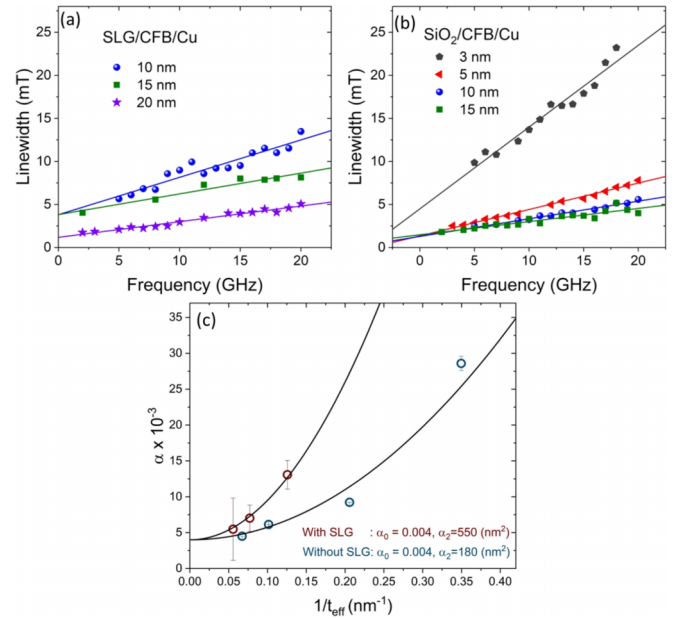 (a)
SLG/CFB/Cu
10 nm
15 nm
20 nm
Linewidth (mT)
25
20
15
10
5
0
0 5 10 15 20
Frequency (GHz)
(b)
SiO₂/CFB/Cu
3 nm
5 nm
10 nm
15 nm
Linewidth (mT)
25
20
15
10
5
0
0 5 10 15 20
Frequency (GHz)
(c)
α x 10⁻³
35
30
25
20
15
10
5
0
With SLG : α₀ = 0.004, α₂=550 (nm²)
Without SLG: α₀ = 0.004, α₂=180 (nm²)
0.00 0.05 0.10 0.15 0.20 0.25 0.30 0.35 0.40
1/t_eff (nm⁻¹)